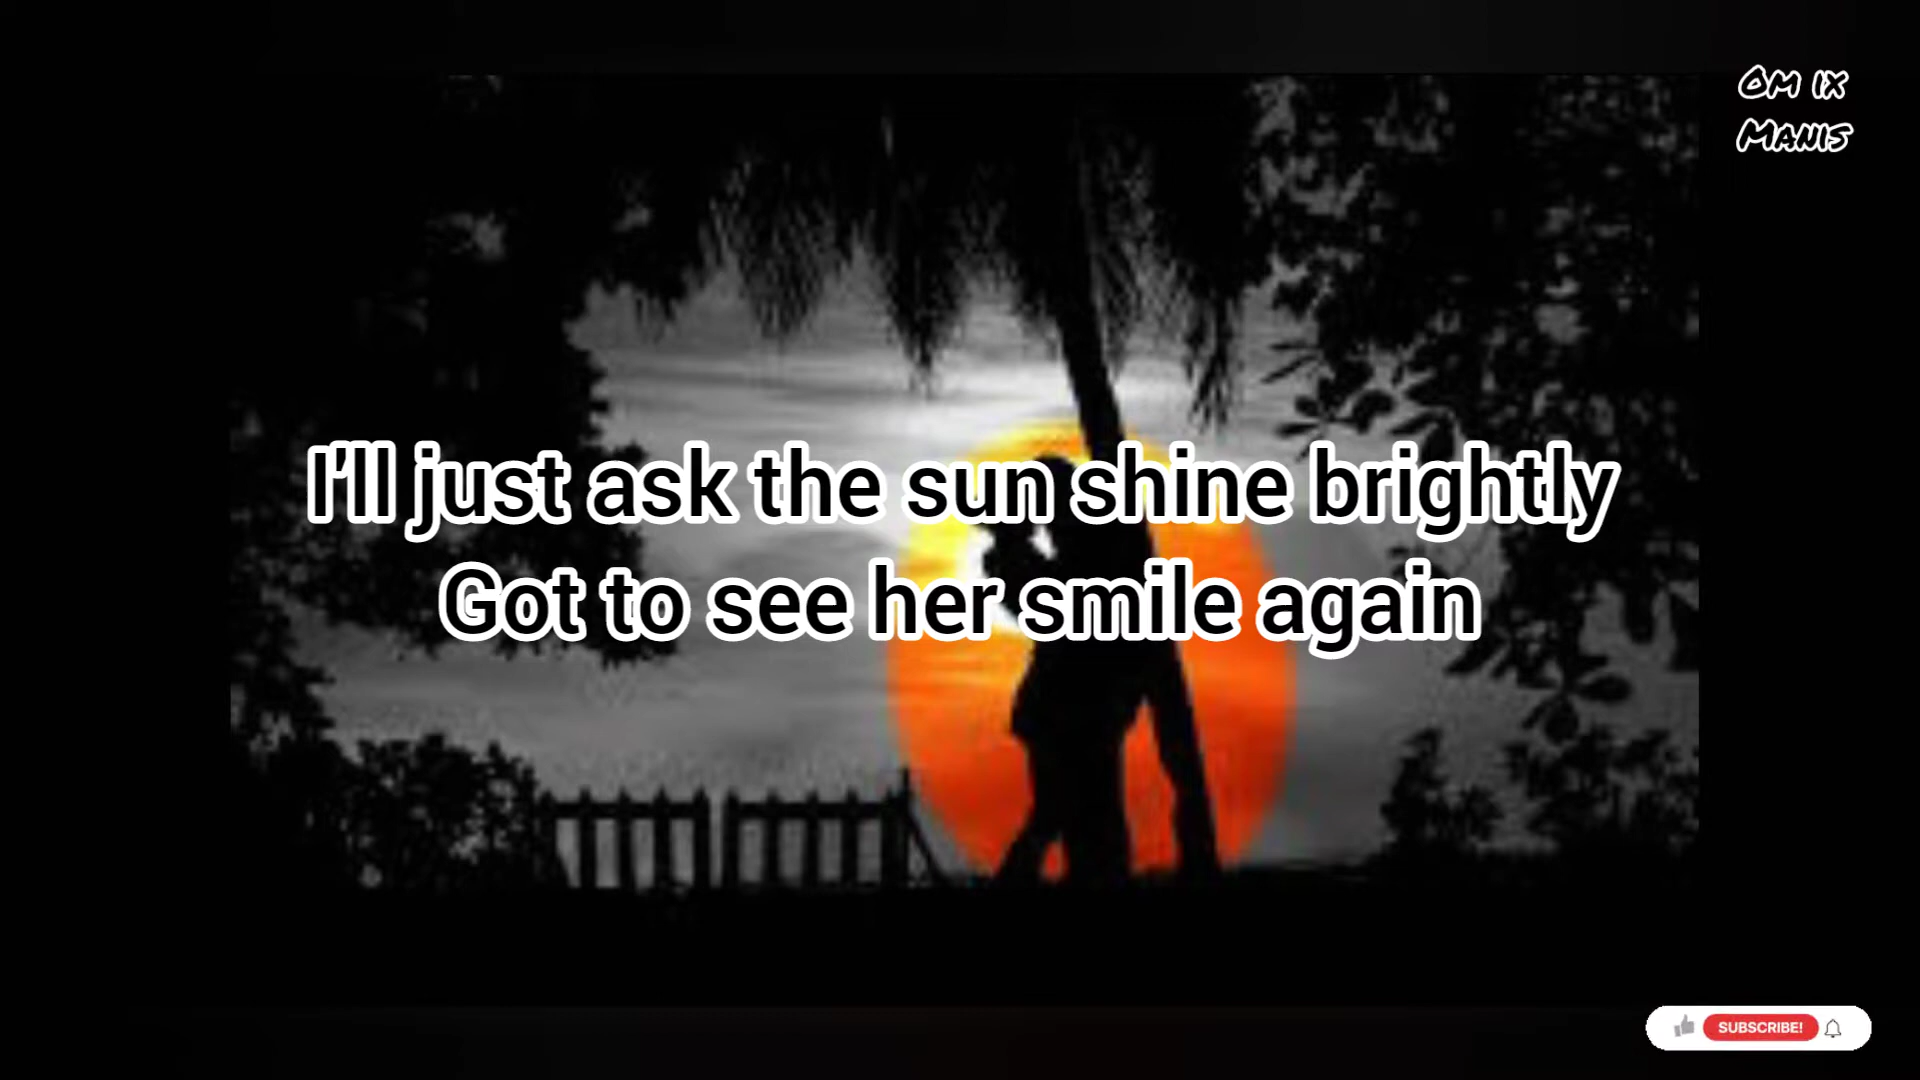 Om ix
Manis
I'll just ask the sun shine brightly
Got to see her smile again
SUBSCRIBE!